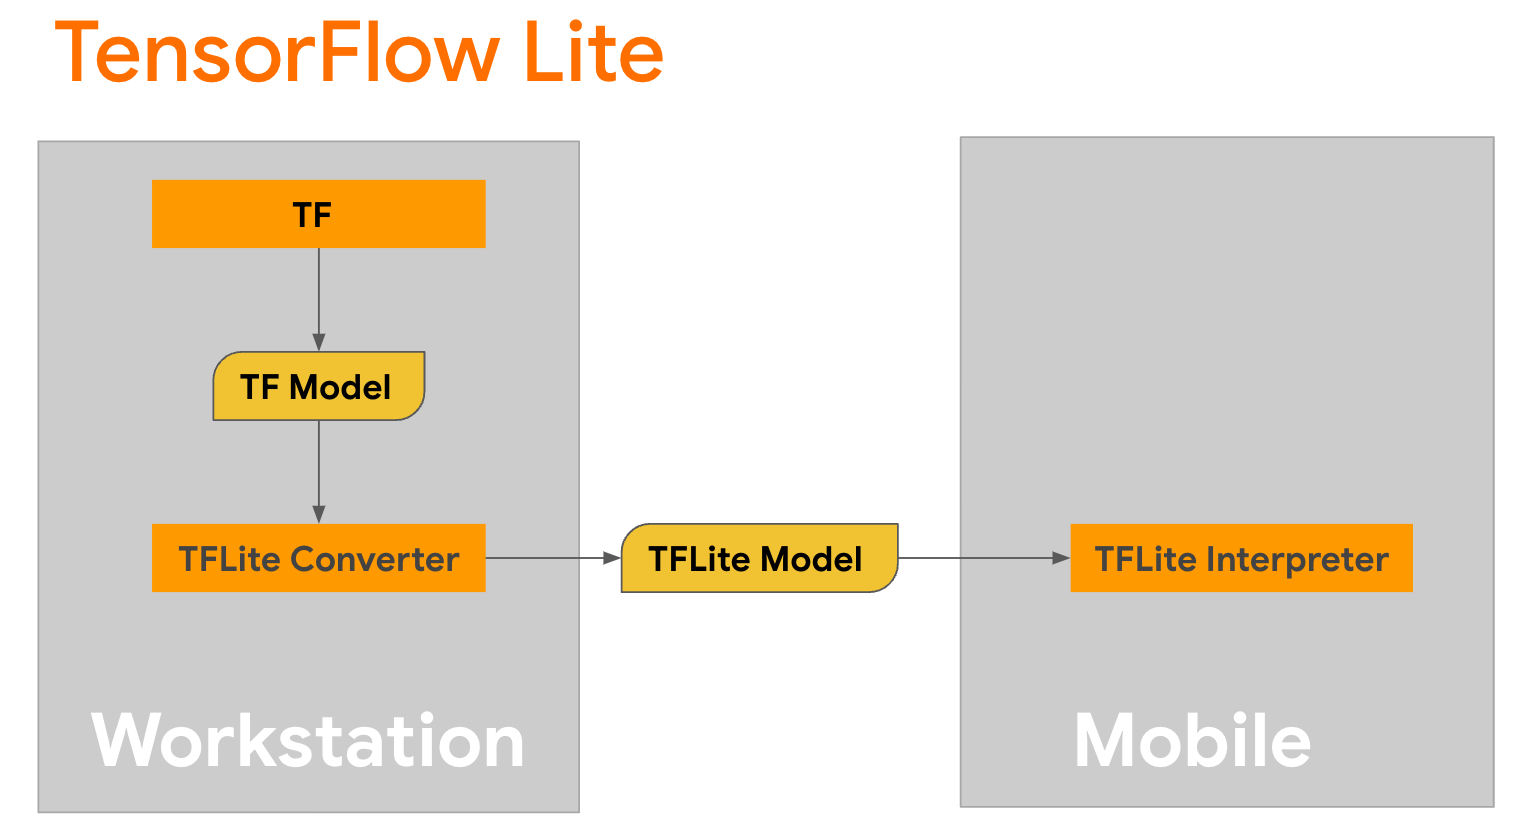 TensorFlow Lite
TF
TF Model
TFLite Converter
TFLite Model
TFLite Interpreter
Workstation
Mobile